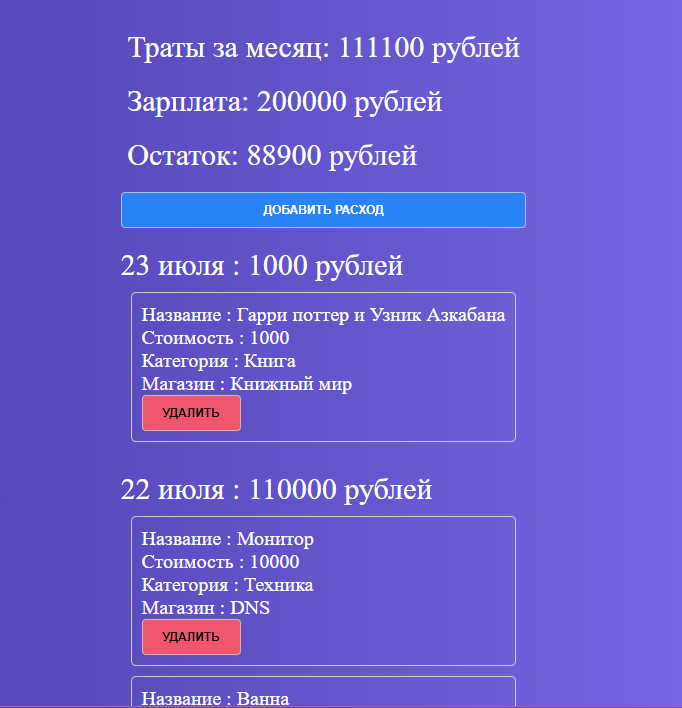 Траты за месяц: 111100 рублей
Зарплата: 200000 рублей
Остаток: 88900 рублей
ДОБАВИТЬ РАСХОД
23 июля : 1000 рублей
Название : Гарри поттер и Узник Азкабана
Стоимость : 1000
Категория : Книга
Магазин : Книжный мир
УДАЛИТЬ
22 июля : 110000 рублей
Название : Монитор
Стоимость : 10000
Категория : Техника
Магазин : DNS
УДАЛИТЬ
Название : Ванна